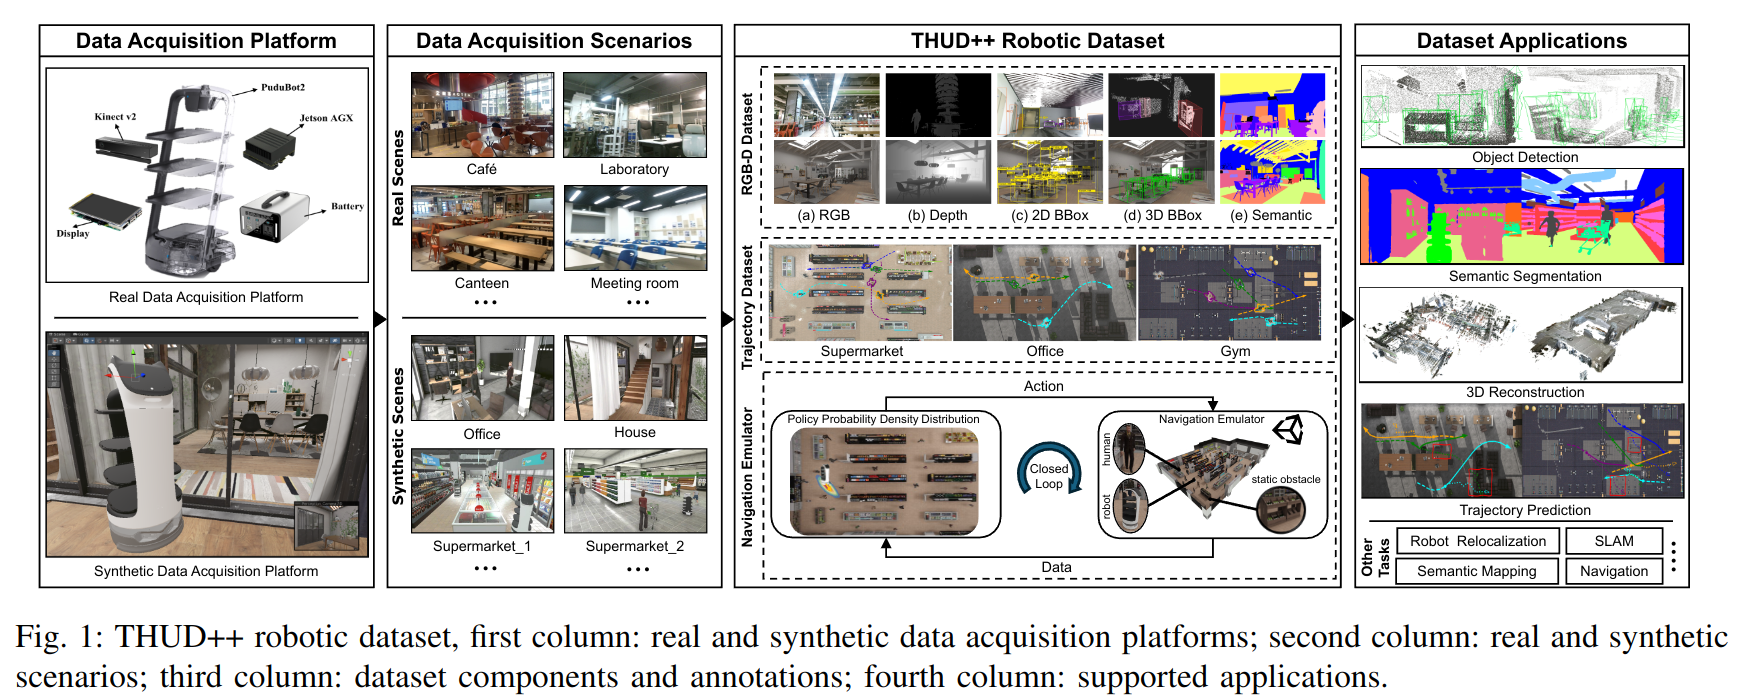 Data Acquisition Platform
PuduBot2
Kinect v2
Jetson AGX
Battery
Display
Real Data Acquisition Platform
Synthetic Data Acquisition Platform
Data Acquisition Scenarios
Real Scenes
Café
Laboratory
Canteen
Meeting room
Synthetic Scenes
Office
House
Supermarket_1
Supermarket_2
THUD++ Robotic Dataset
RGB-D Dataset
(a) RGB
(b) Depth
(c) 2D BBox
(d) 3D BBox
(e) Semantic
Trajectory Dataset
Supermarket
Office
Gym
Navigation Emulator
Action
Policy Probability Density Distribution
Closed
Loop
Navigation Emulator
human
robot
static obstacle
Data
Dataset Applications
Object Detection
Semantic Segmentation
3D Reconstruction
Trajectory Prediction
Other
Tasks
Robot Relocalization
SLAM
Semantic Mapping
Navigation
Fig. 1: THUD++ robotic dataset, first column: real and synthetic data acquisition platforms; second column: real and synthetic
scenarios; third column: dataset components and annotations; fourth column: supported applications.